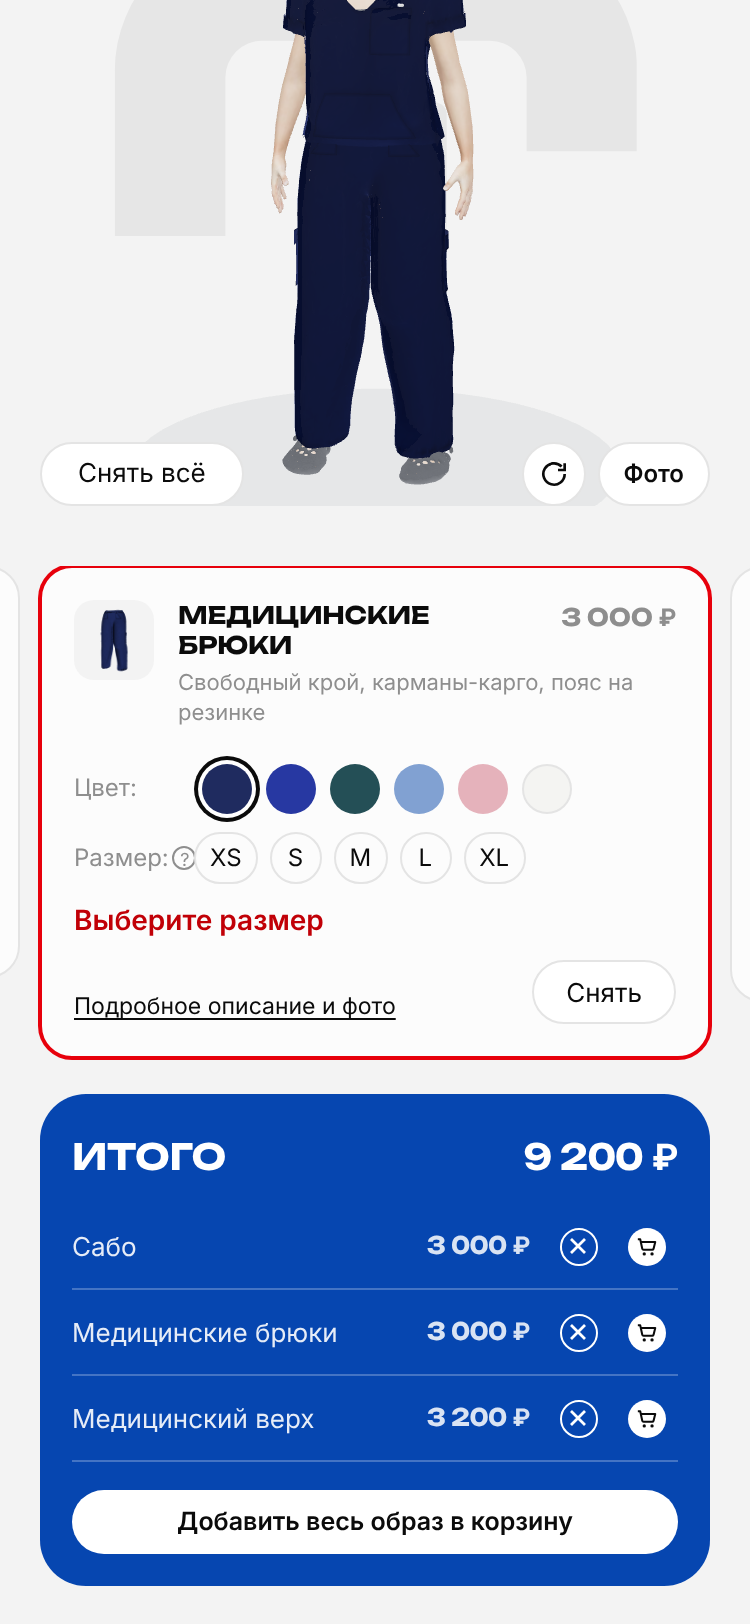 Снять всё
Фото
МЕДИЦИНСКИЕ
БРЮКИ
3 000 ₽
Свободный крой, карманы-карго, пояс на
резинке
Цвет:
Размер: ? XS S M L XL
Выберите размер
Подробное описание и фото
Снять
ИТОГО 9 200 ₽
Сабо 3 000 ₽
Медицинские брюки 3 000 ₽
Медицинский верх 3 200 ₽
Добавить весь образ в корзину